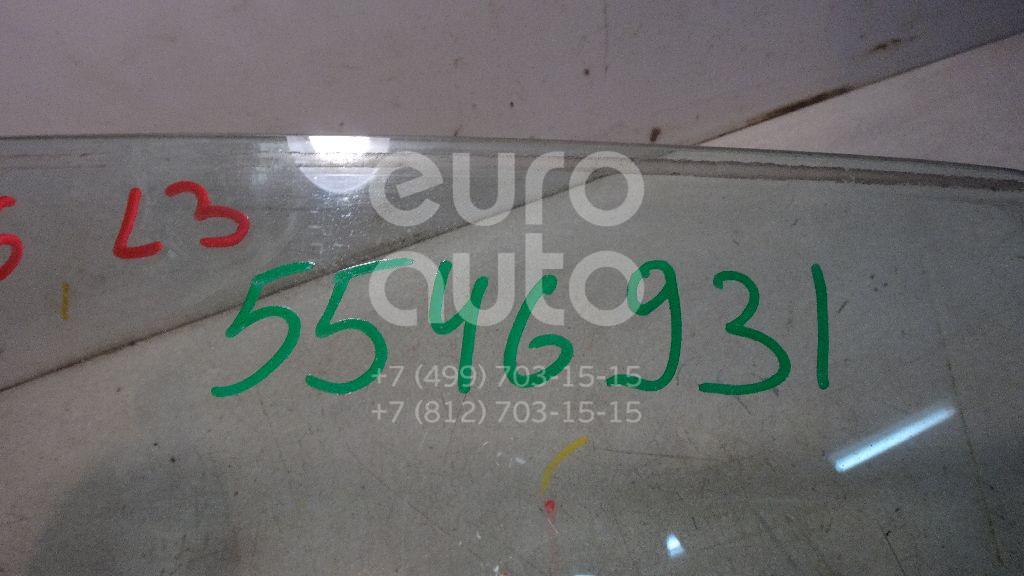 euro
auto
L3
5546931
+7 (499) 703-15-15
+7 (812) 703-15-15